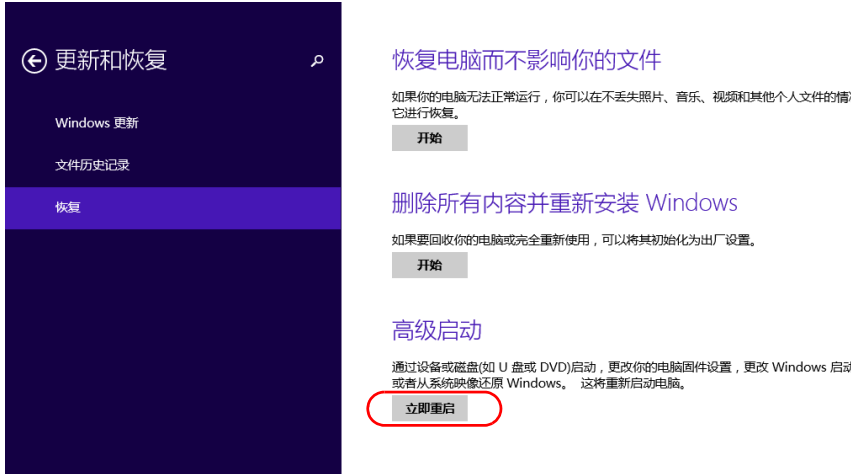 更新和恢复
Windows 更新
文件历史记录
恢复
恢复电脑而不影响你的文件
如果你的电脑无法正常运行，你可以在不丢失照片、音乐、视频和其他个人文件的情
它进行恢复。
开始
删除所有内容并重新安装 Windows
如果要回收你的电脑或完全重新使用，可以将其初始化为出厂设置。
开始
高级启动
通过设备或磁盘(如 U 盘或 DVD)启动，更改你的电脑固件设置，更改 Windows 启动
或者从系统映像还原 Windows。 这将重新启动电脑。
立即重启